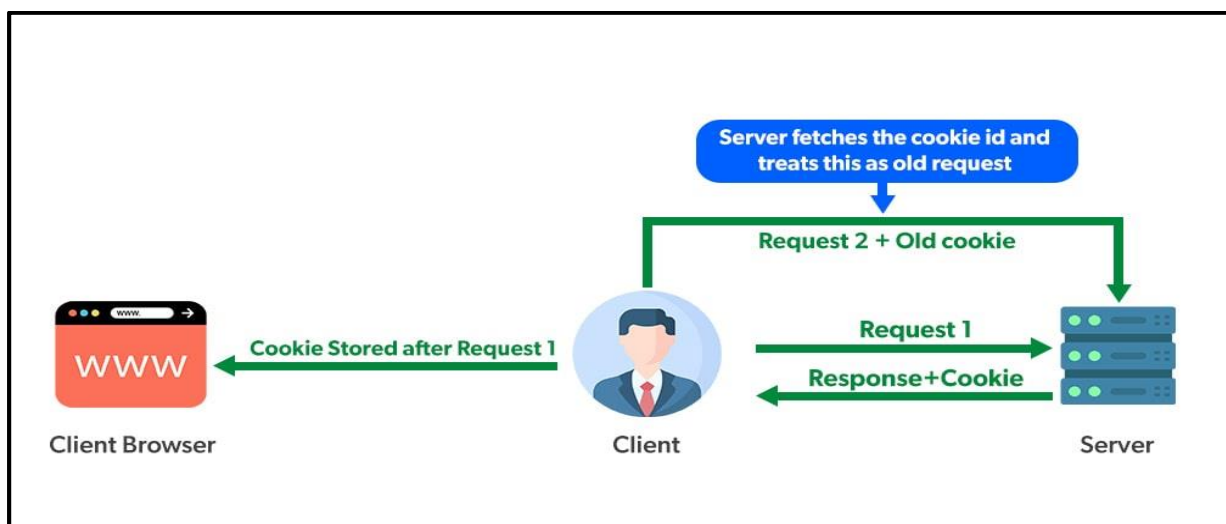 Server fetches the cookie id and
treats this as old request
Request 2 + Old cookie
www.
WWW
Cookie Stored after Request 1
Request 1
Response+Cookie
Client Browser
Client
Server